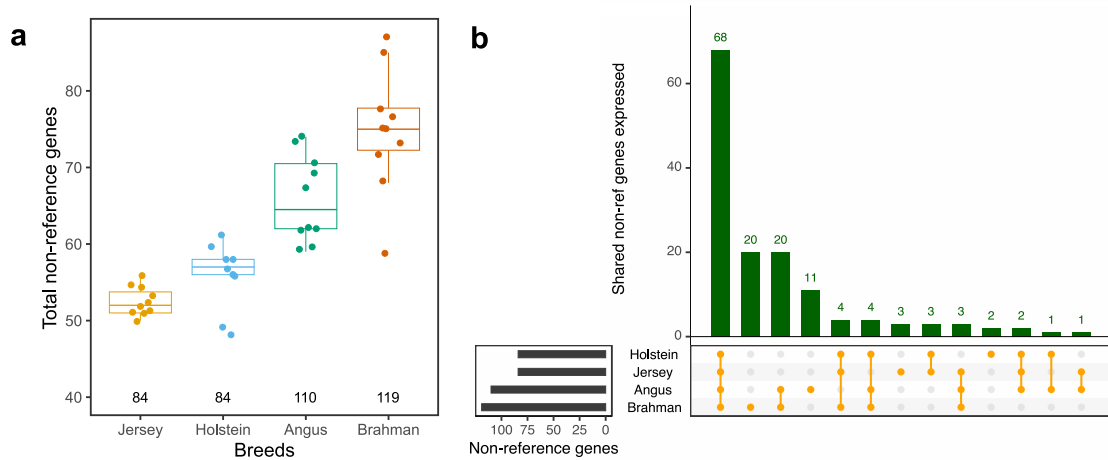 a
Total non-reference genes
80
70
60
50
40
84 84 110 119
Jersey Holstein Angus Brahman
Breeds
b
Shared non-ref genes expressed
60
40
20
0
68
20 20
11
4 4 3 3 3 2 2 1 1
Holstein
Jersey
Angus
Brahman
100 75 50 25 0
Non-reference genes